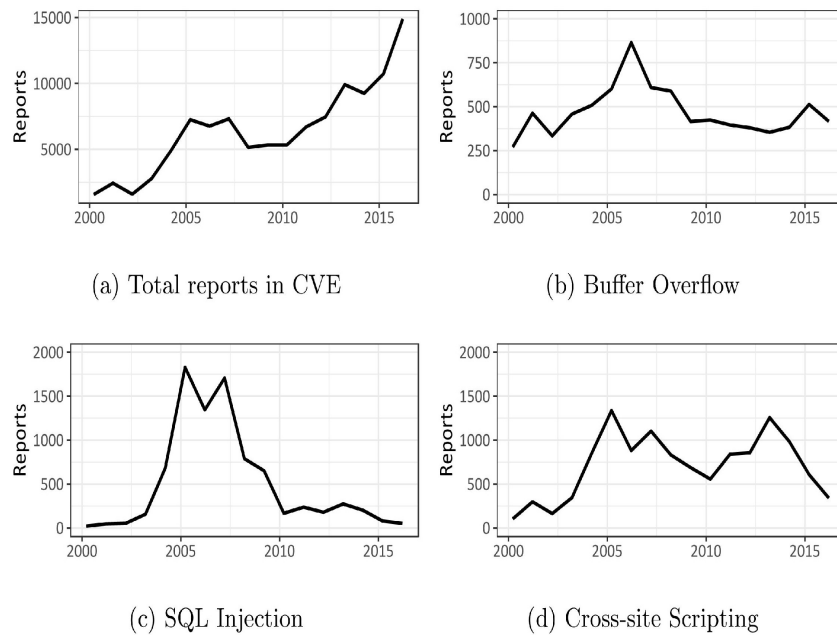 15000
10000
5000
Reports
2000 2005 2010 2015
(a) Total reports in CVE
1000
750
500
250
0
Reports
2000 2005 2010 2015
(b) Buffer Overflow
2000
1500
1000
500
0
Reports
2000 2005 2010 2015
(c) SQL Injection
2000
1500
1000
500
0
Reports
2000 2005 2010 2015
(d) Cross-site Scripting